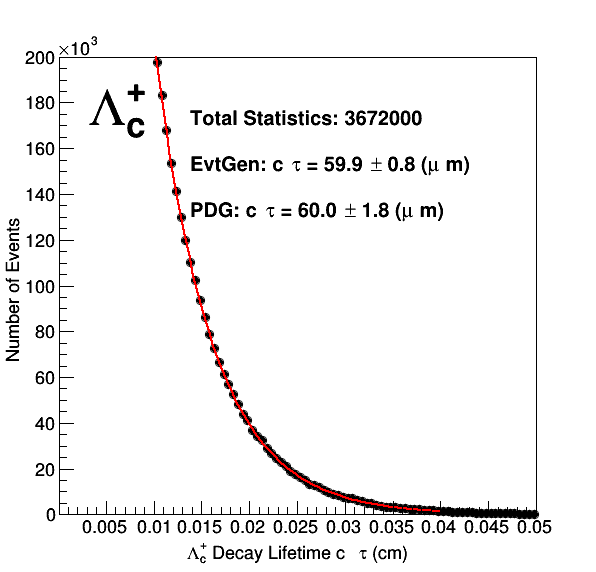 ×10³
200
180
160
140
120
100
80
60
40
20
0
Number of Events
Λc⁺
Total Statistics: 3672000
EvtGen: c τ = 59.9 ± 0.8 (μ m)
PDG: c τ = 60.0 ± 1.8 (μ m)
0.005 0.01 0.015 0.02 0.025 0.03 0.035 0.04 0.045 0.05
Λc⁺ Decay Lifetime c τ (cm)